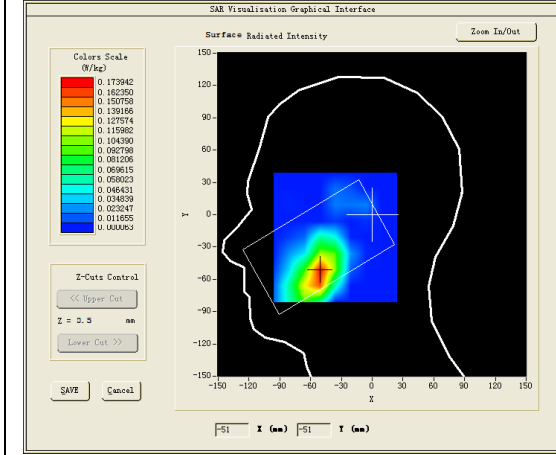 SAR Visualisation Graphical Interface
Surface Radiated Intensity
Zoom In/Out
Colors Scale
(W/kg)
0.173942
0.162350
0.150758
0.139166
0.127574
0.115982
0.104390
0.092798
0.081206
0.069615
0.058023
0.046431
0.034839
0.023247
0.011655
0.000063
Z-Cuts Control
<< Upper Cut
Z = 0.5 mm
Lower Cut >>
SAVE
Cancel
150
120
90
60
30
0
-30
-60
-90
-120
-150
Y
-150 -120 -90 -60 -30 0 30 60 90 120 150
X
-51 X (mm) -51 Y (mm)